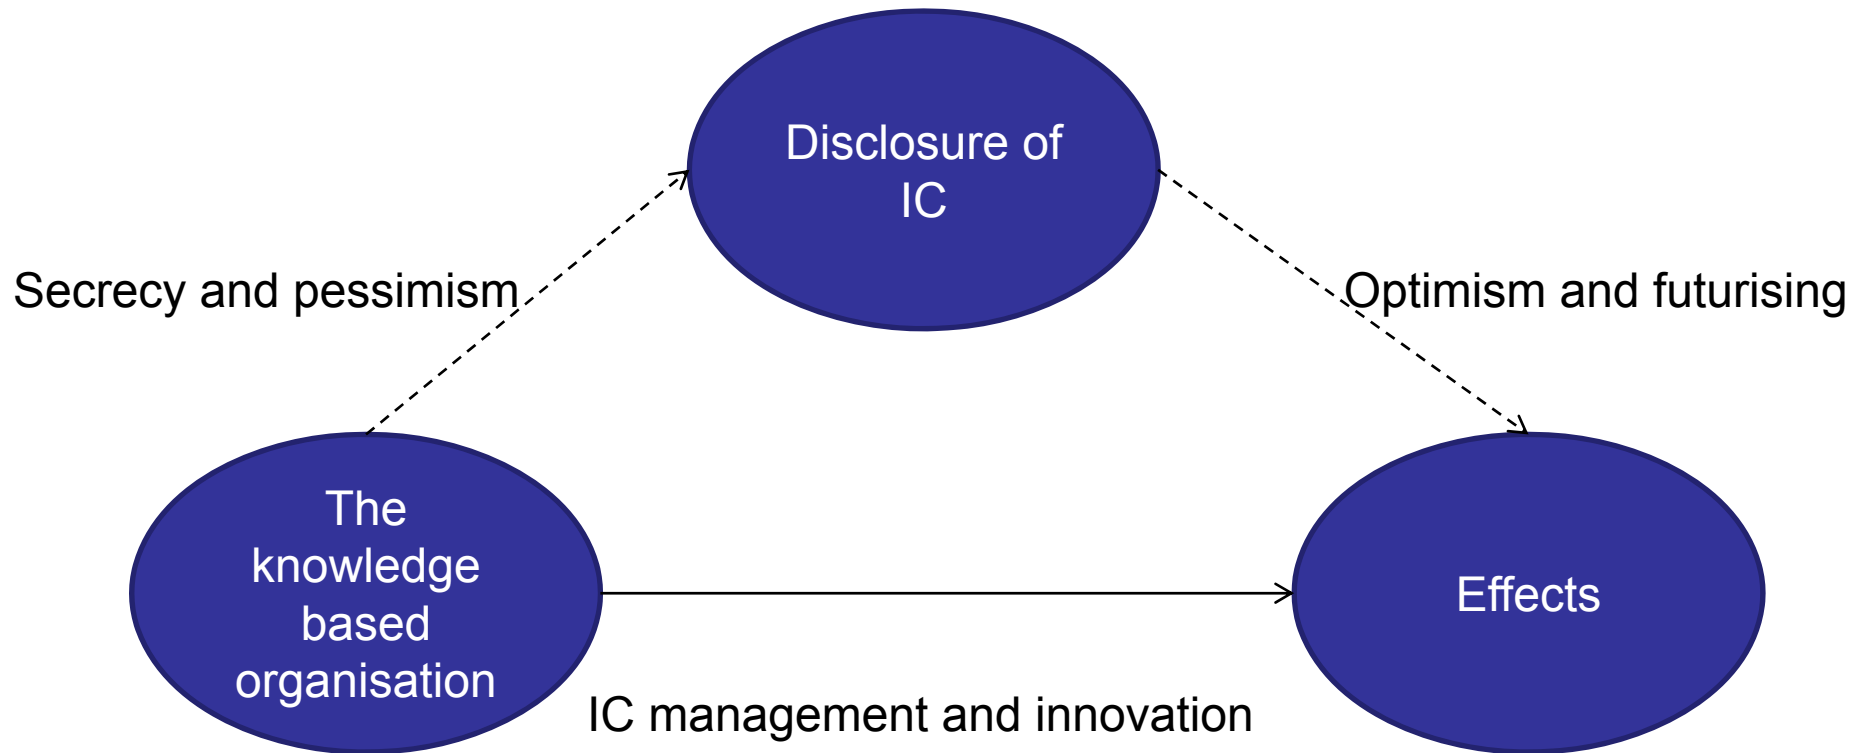 Disclosure of
IC
Secrecy and pessimism
Optimism and futurising
The
knowledge
based
organisation
Effects
IC management and innovation